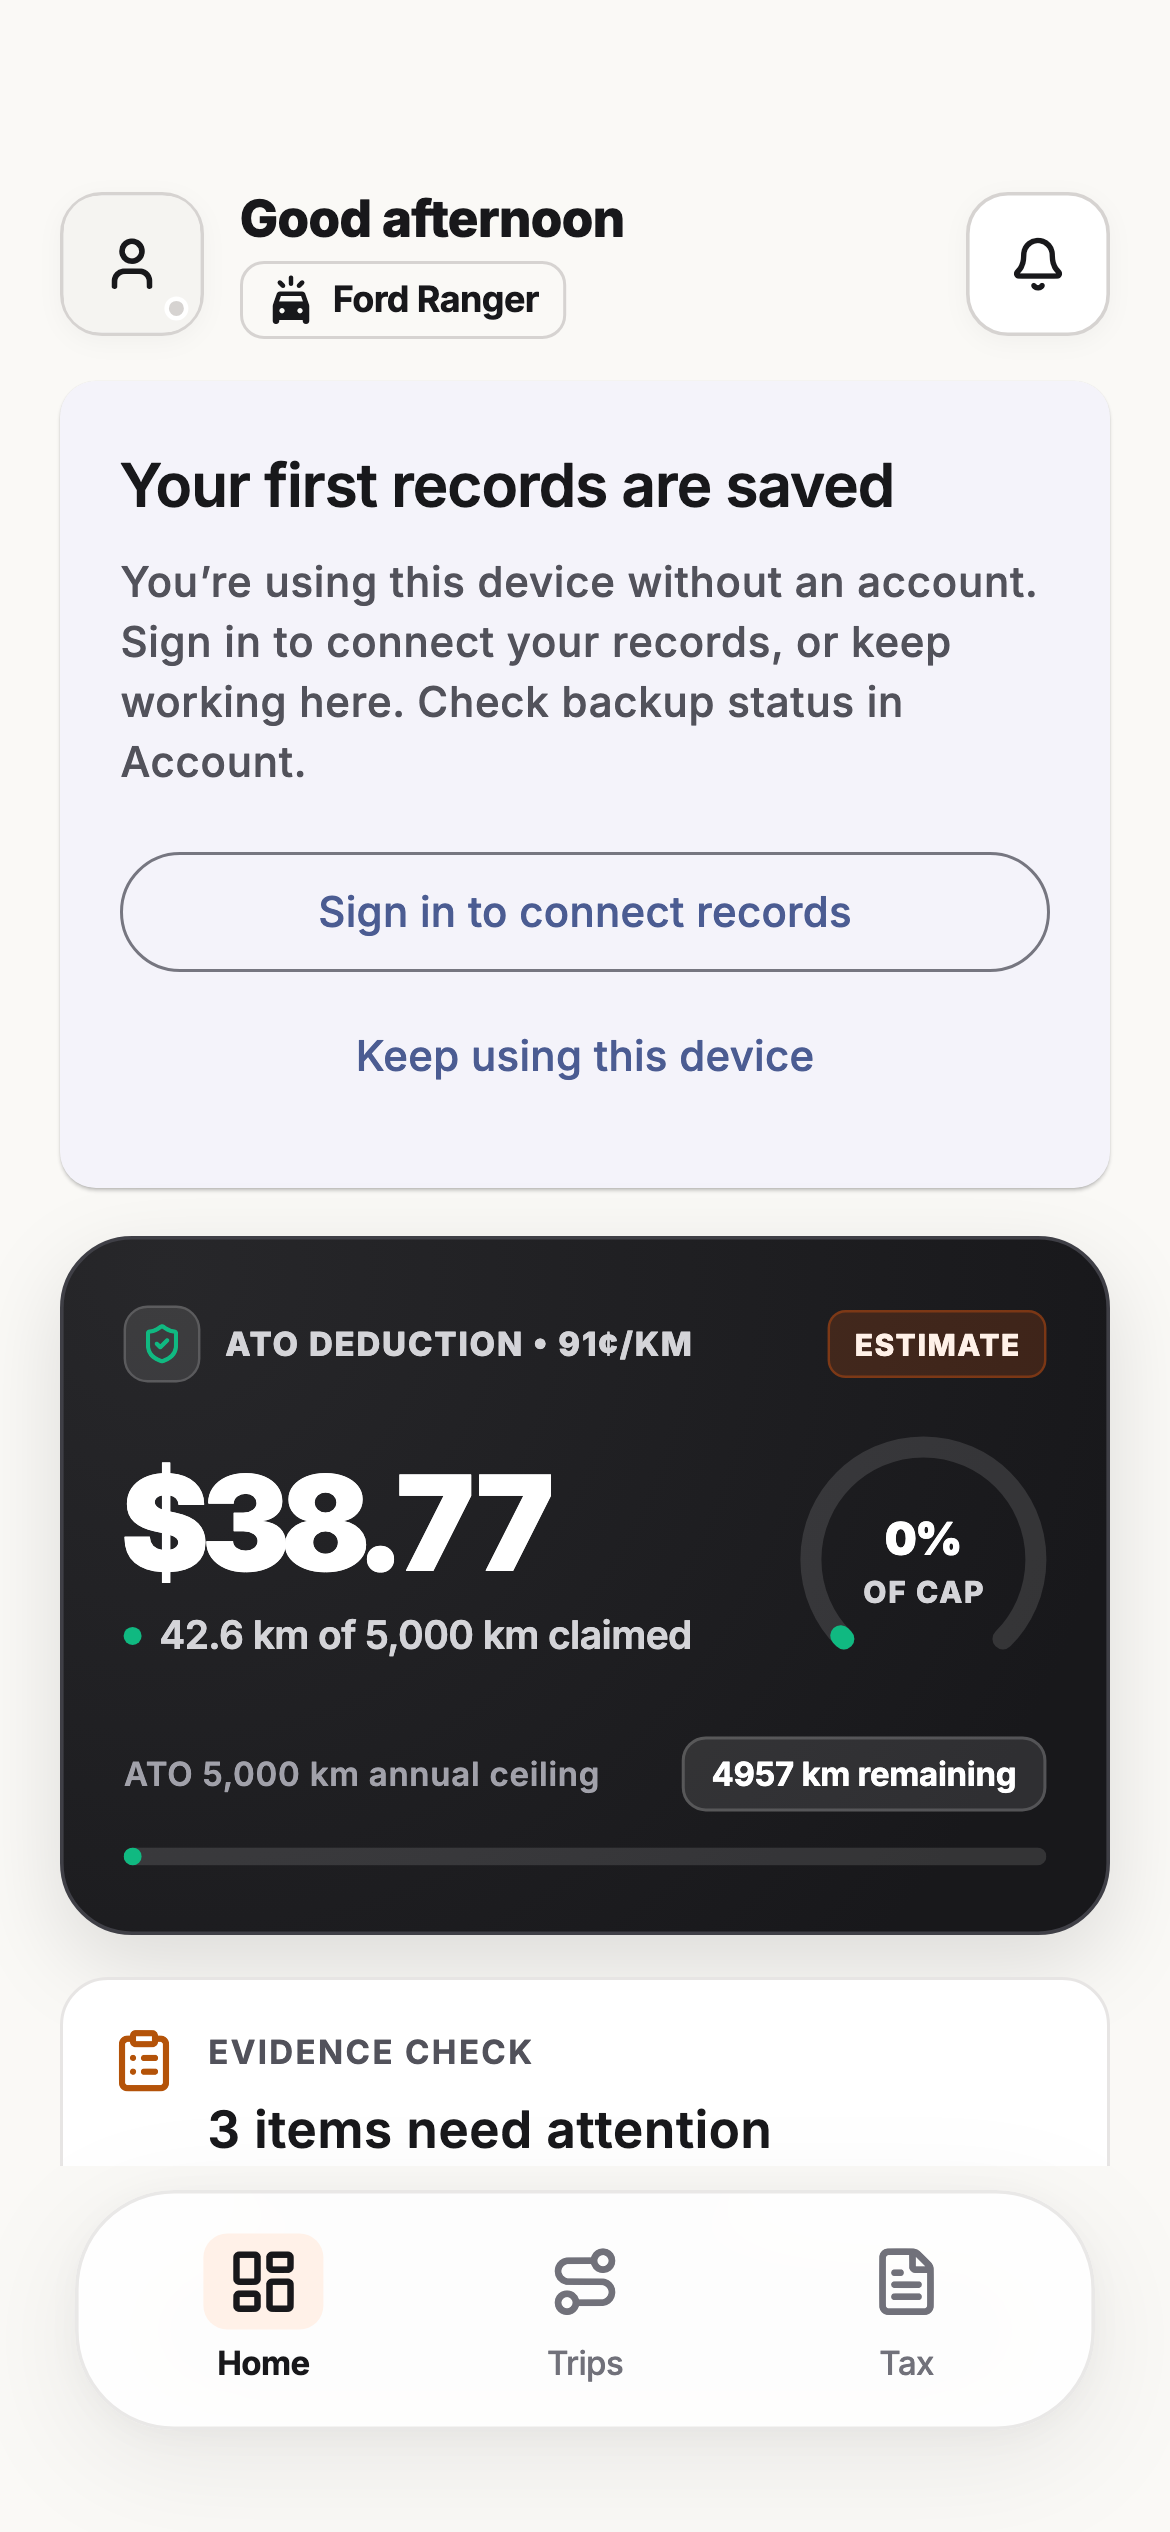 Good afternoon
Ford Ranger
Your first records are saved
You’re using this device without an account.
Sign in to connect your records, or keep
working here. Check backup status in
Account.
Sign in to connect records
Keep using this device
ATO DEDUCTION • 91¢/KM
ESTIMATE
$38.77
0%
OF CAP
42.6 km of 5,000 km claimed
ATO 5,000 km annual ceiling
4957 km remaining
EVIDENCE CHECK
3 items need attention
Home
Trips
Tax